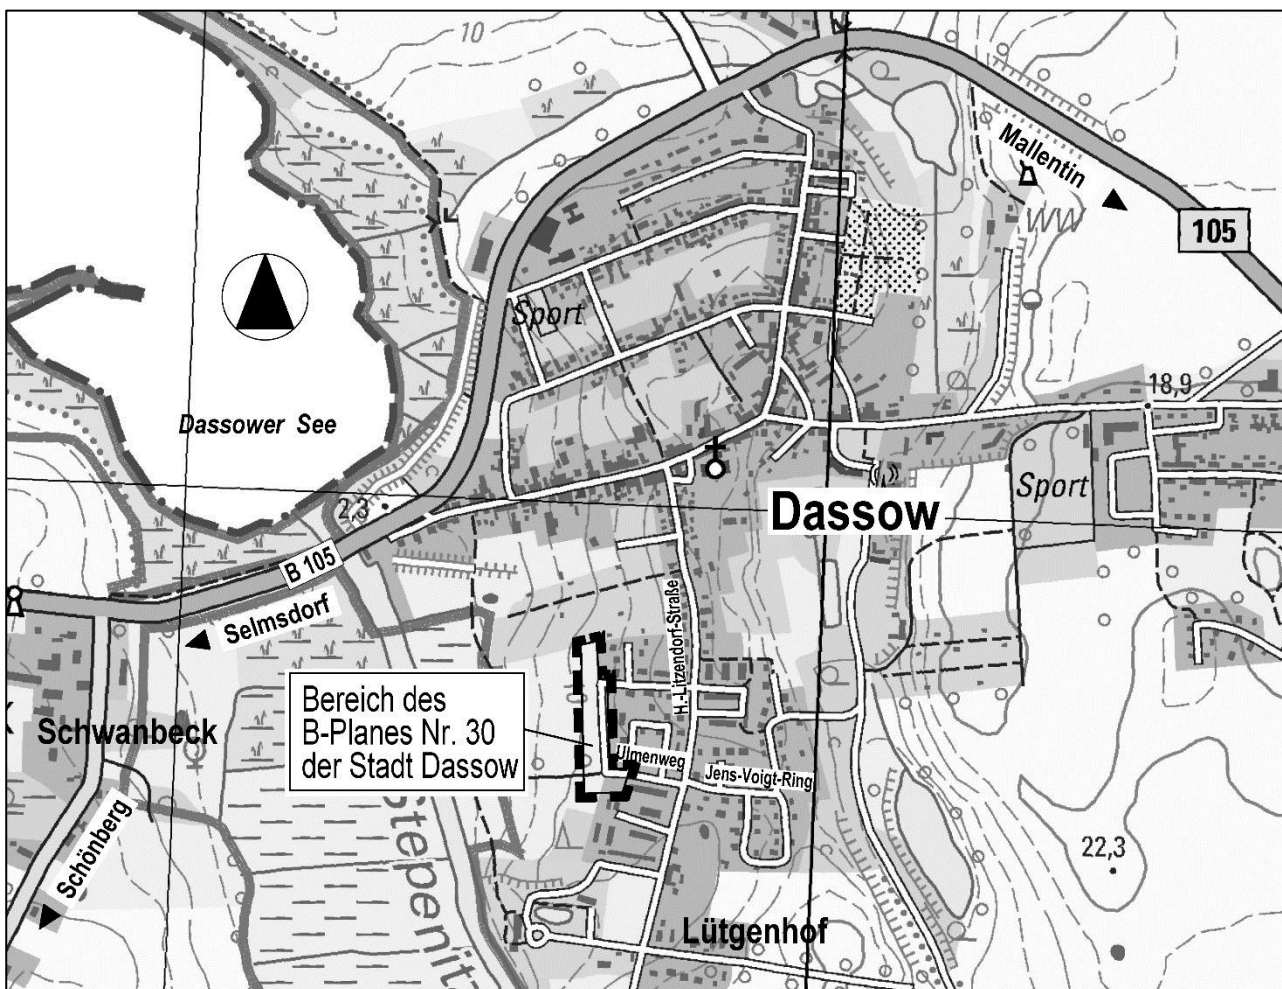 10
Mallentin
WW
105
Sport
18,9
Dassower See
2,3
Sport
Dassow
B 105
Selmsdorf
H.-Litzendorf-Straße
Bereich des
B-Planes Nr. 30
der Stadt Dassow
Schwanbeck
Ulmenweg
Jens-Voigt-Ring
Schönberg
Stepenitz
22,3
Lütgenhof